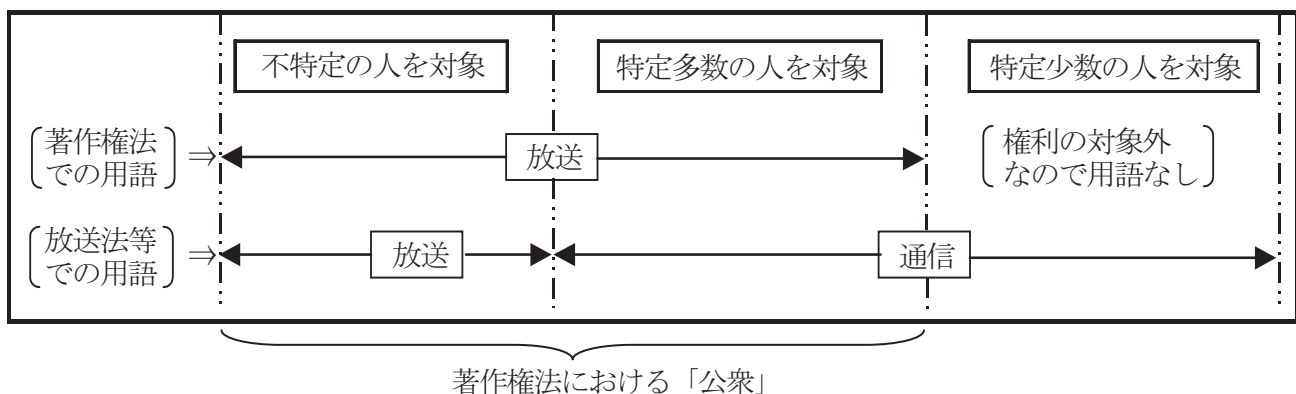 不特定の人を対象
特定多数の人を対象
特定少数の人を対象
著作権法
での用語
⇒
放送
権利の対象外
なので用語なし
放送法等
での用語
⇒
放送
通信
著作権法における「公衆」